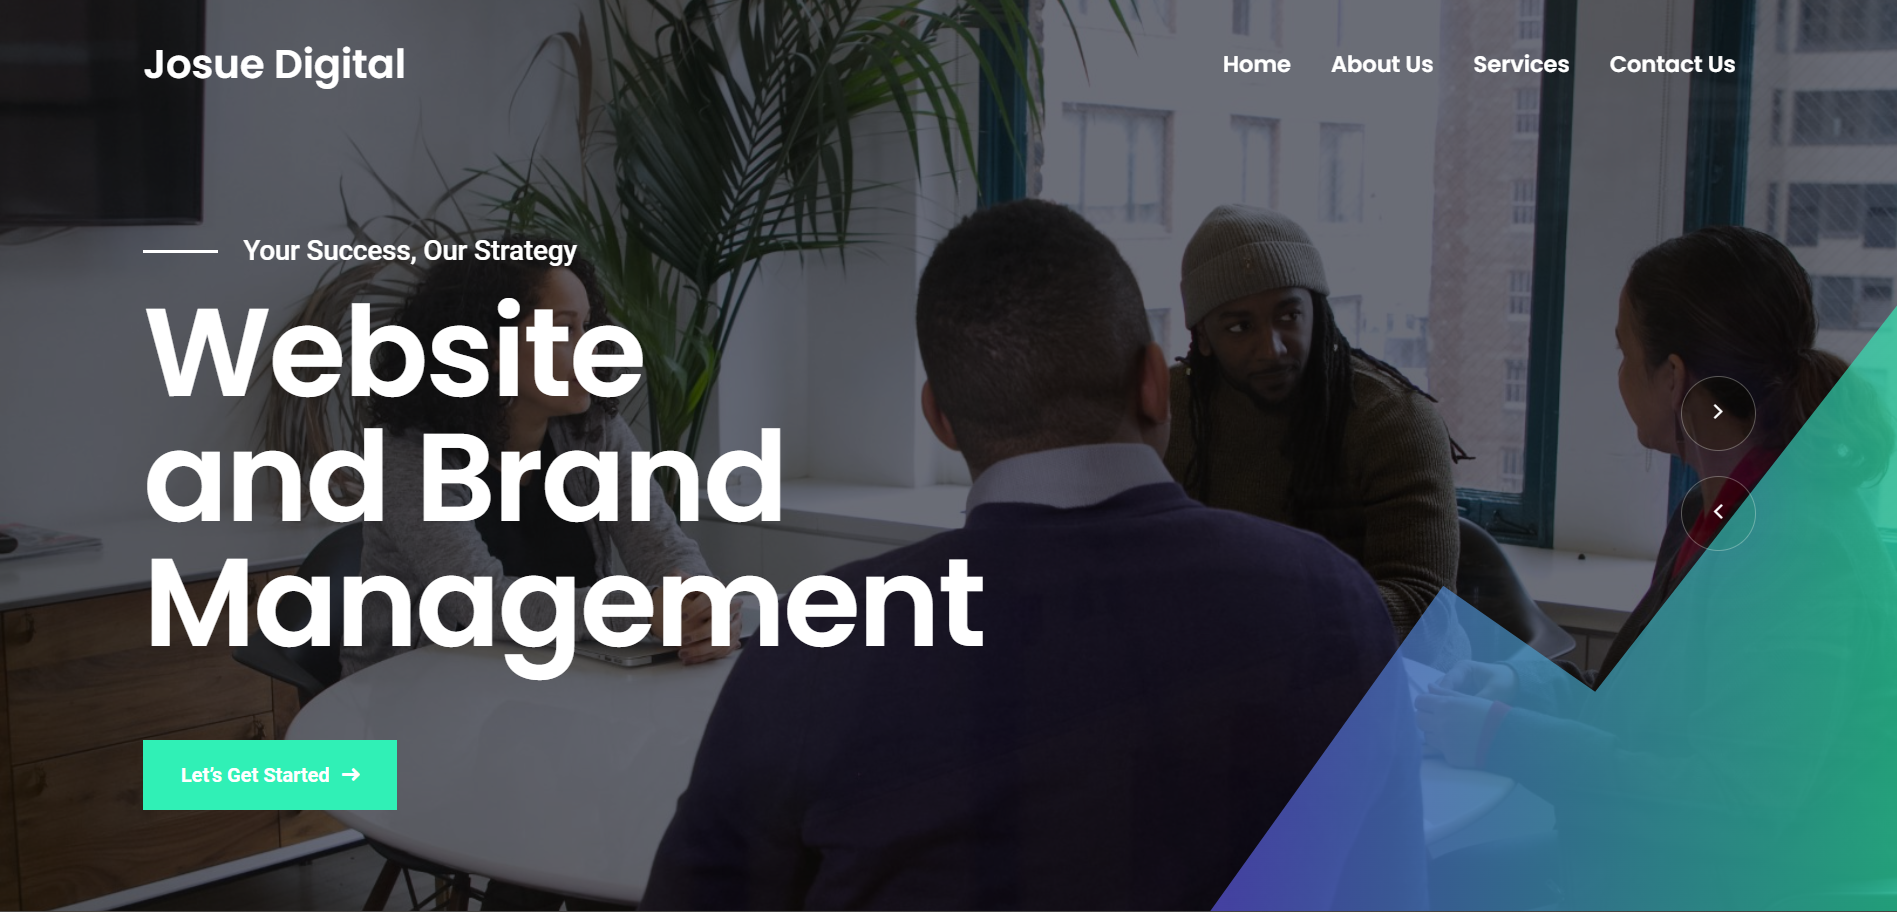 Josue Digital
Home About Us Services Contact Us
Your Success, Our Strategy
Website
and Brand
Management
Let's Get Started →